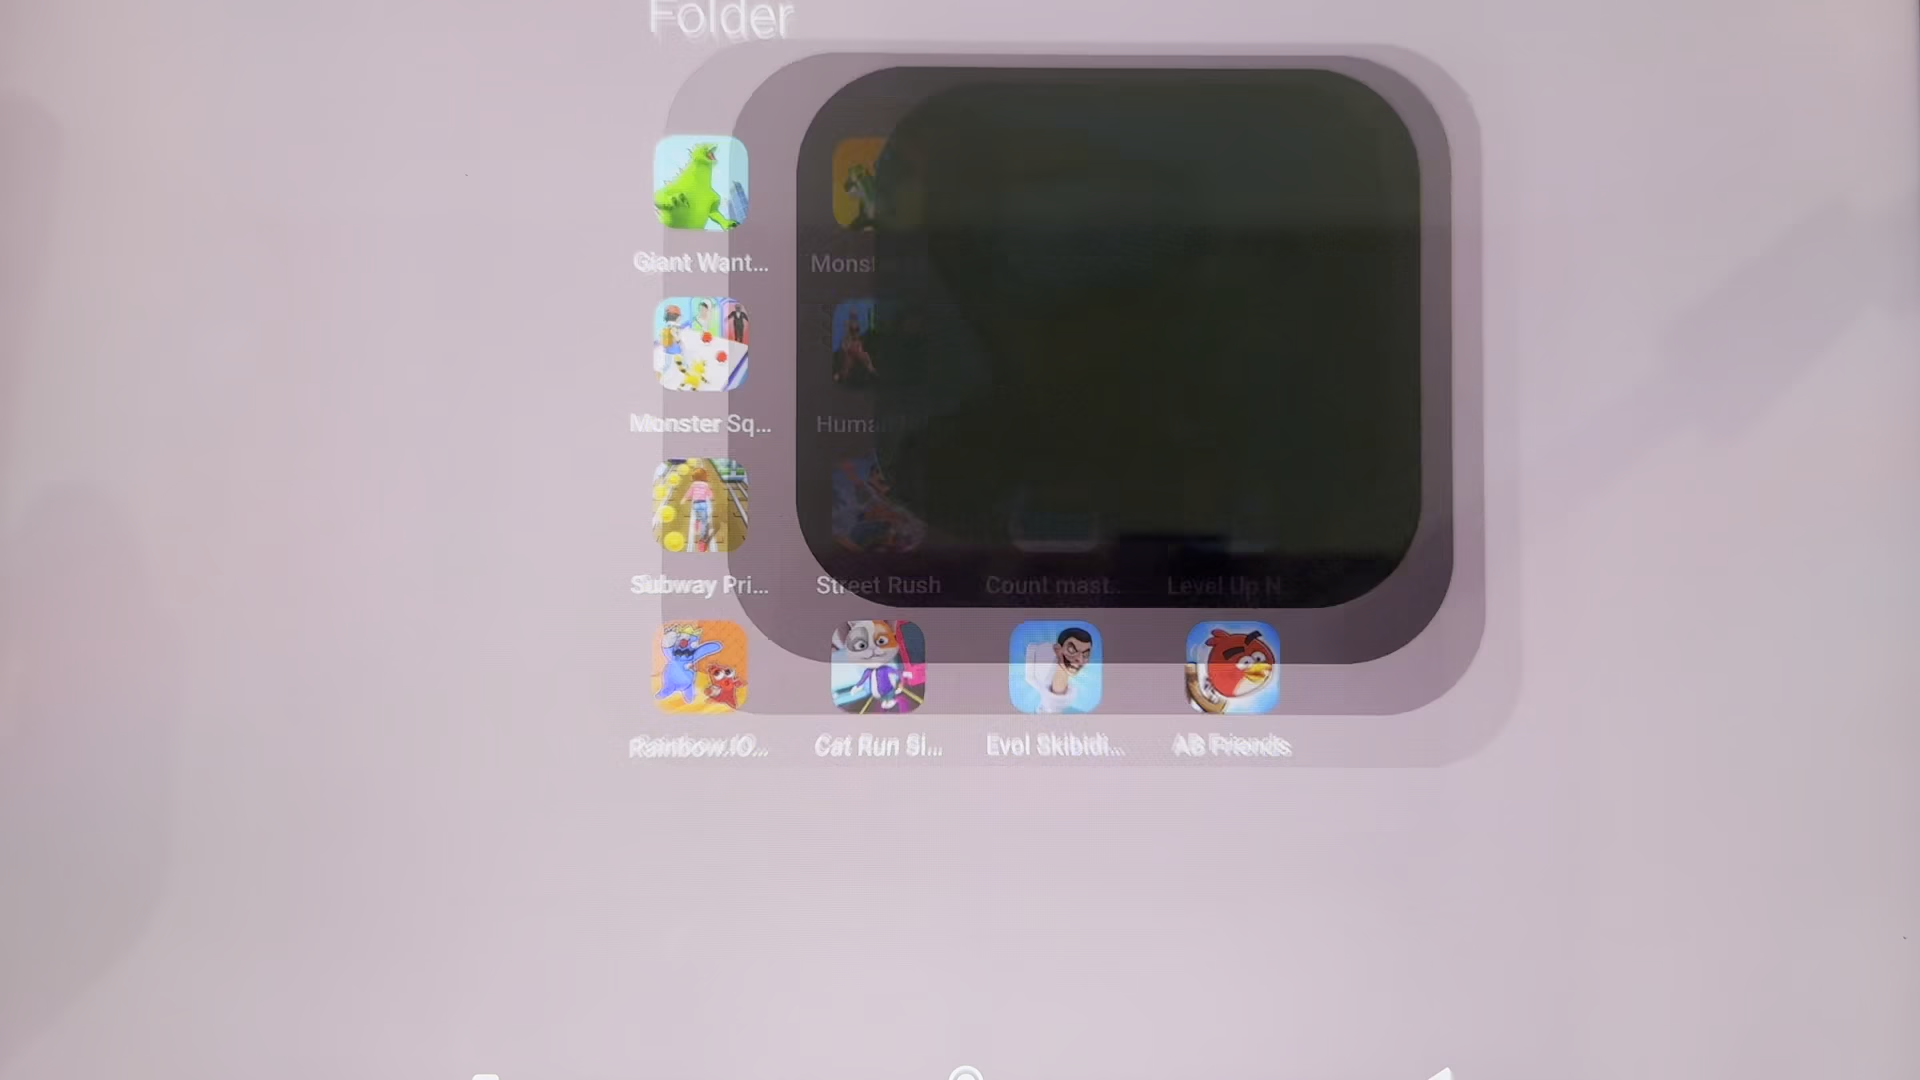 Folder
Giant Want... Mons
Monster Sq... Huma
Subway Pri... Street Rush Count mast.. Level Up N
Rainbow.IO... Cat Run Si... Evol Skibidi... AB Friends